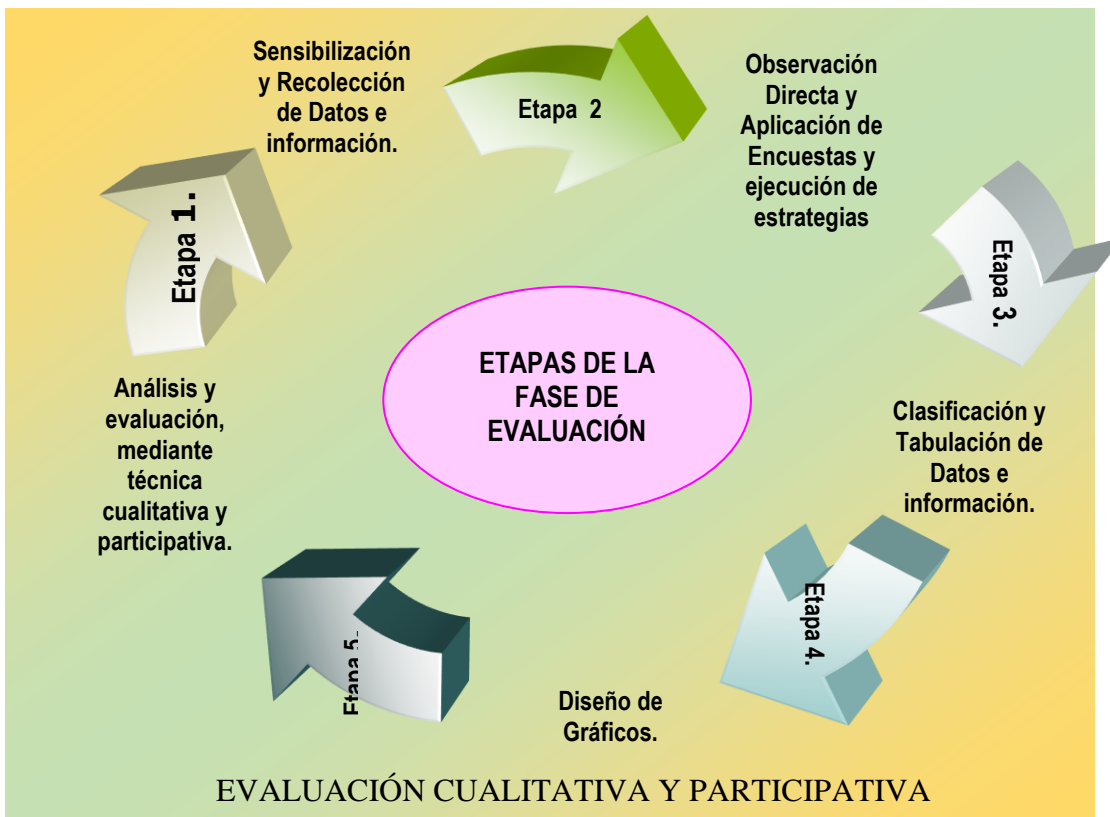 Etapa 1.
Sensibilización
y Recolección
de Datos e
información.
Etapa 2
Observación
Directa y
Aplicación de
Encuestas y
ejecución de
estrategias
Etapa 3.
Clasificación y
Tabulación de
Datos e
información.
Etapa 4.
Diseño de
Gráficos.
Etapa 5.
Análisis y
evaluación,
mediante
técnica
cualitativa y
participativa.
ETAPAS DE LA
FASE DE
EVALUACIÓN
EVALUACIÓN CUALITATIVA Y PARTICIPATIVA